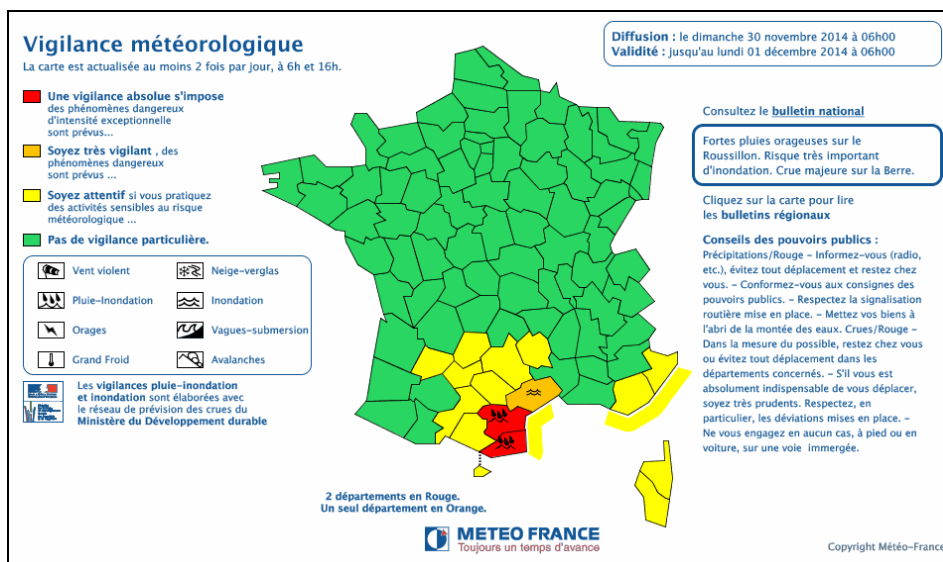 Vigilance météorologique
La carte est actualisée au moins 2 fois par jour, à 6h et 16h.
Diffusion : le dimanche 30 novembre 2014 à 06h00
Validité : jusqu'au lundi 01 décembre 2014 à 06h00
Une vigilance absolue s'impose
des phénomènes dangereux
d'intensité exceptionnelle
sont prévus...
Soyez très vigilant , des
phénomènes dangereux
sont prévus ...
Soyez attentif si vous pratiquez
des activités sensibles au risque
météorologique ...
Pas de vigilance particulière.
Vent violent
Neige-verglas
Pluie-Inondation
Inondation
Orages
Vagues-submersion
Grand Froid
Avalanches
Les vigilances pluie-inondation
et inondation sont élaborées avec
le réseau de prévision des crues du
Ministère du Développement durable
Consultez le bulletin national
Fortes pluies orageuses sur le
Roussillon. Risque très important
d'inondation. Crue majeure sur la Berre.
Cliquez sur la carte pour lire
les bulletins régionaux
Conseils des pouvoirs publics :
Précipitations/Rouge – Informez-vous (radio,
etc.), évitez tout déplacement et restez chez
vous. – Conformez-vous aux consignes des
pouvoirs publics. – Respectez la signalisation
routière mise en place. – Mettez vos biens à
l'abri de la montée des eaux. Crues/Rouge –
Dans la mesure du possible, restez chez vous
ou évitez tout déplacement dans les
départements concernés. – S'il vous est
absolument indispensable de vous déplacer,
soyez très prudents. Respectez, en
particulier, les déviations mises en place. –
Ne vous engagez en aucun cas, à pied ou en
voiture, sur une voie immergée.
2 départements en Rouge.
Un seul département en Orange.
METEO FRANCE
Toujours un temps d'avance
Copyright Météo-France